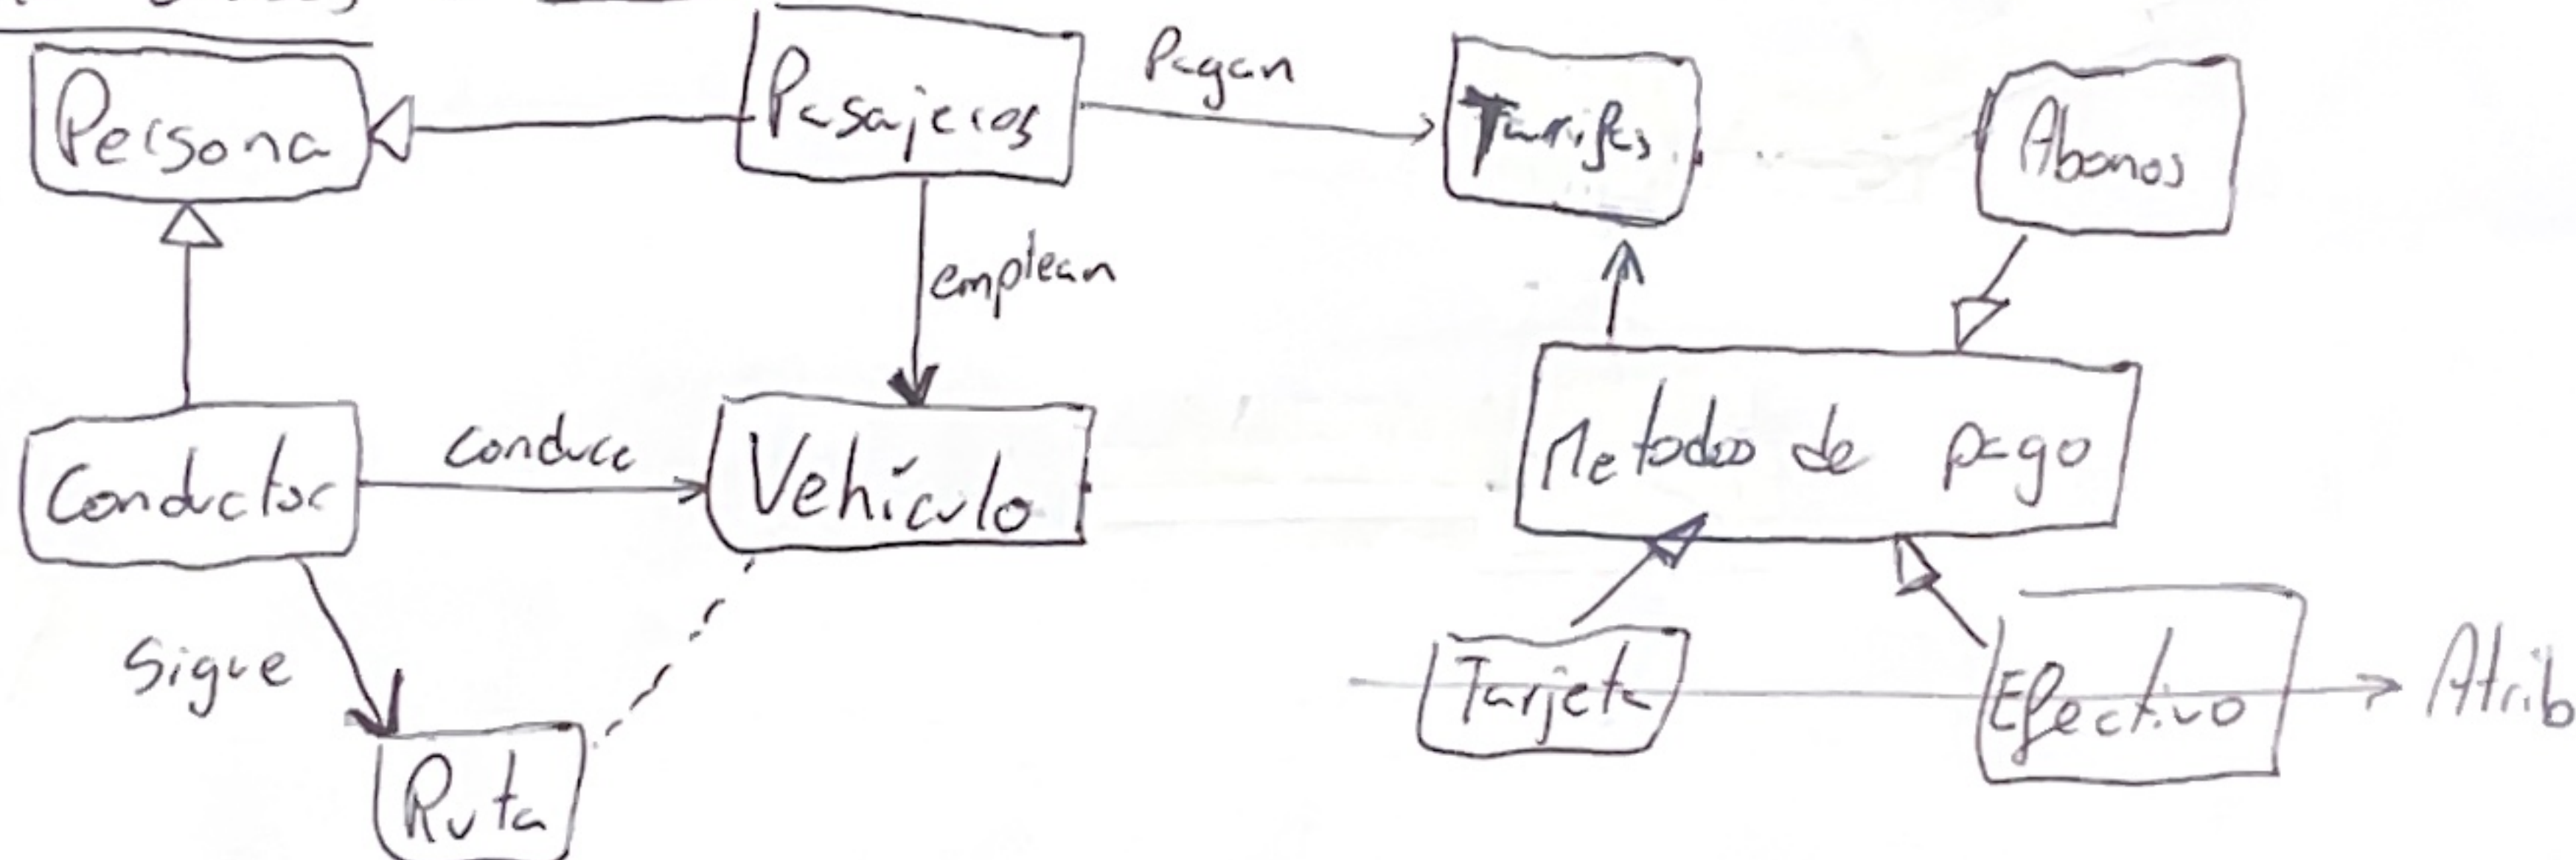 Persona
Pasajeros
Pagan
Tarifas
Abonos
emplean
Conductor
conduce
Vehículo
Metodos de pago
Sigue
Tarjeta
Efectivo
Atrib
Ruta